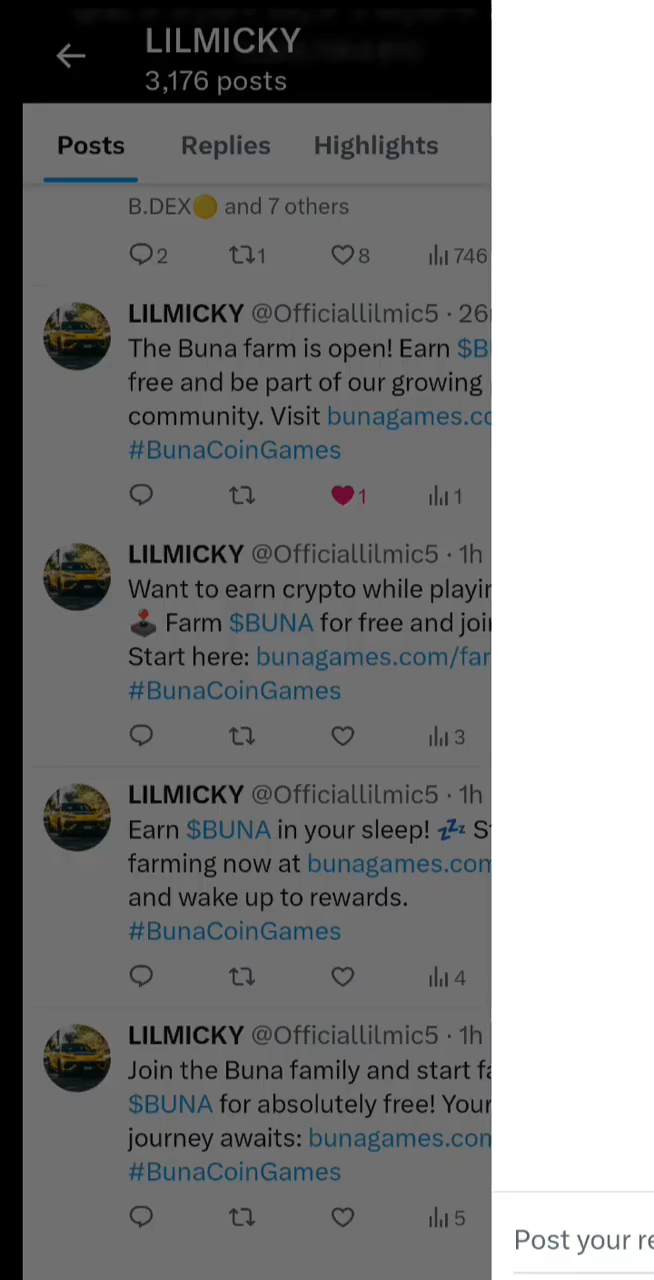 LILMICKY
3,176 posts
Posts Replies Highlights
B.DEX🟡 and 7 others
2 1 8 746
LILMICKY @Officiallilmic5 · 26
The Buna farm is open! Earn $B
free and be part of our growing
community. Visit bunagames.co
#BunaCoinGames
1 1
LILMICKY @Officiallilmic5 · 1h
Want to earn crypto while playin
🕹️ Farm $BUNA for free and joi
Start here: bunagames.com/far
#BunaCoinGames
3
LILMICKY @Officiallilmic5 · 1h
Earn $BUNA in your sleep! 💤 S
farming now at bunagames.com
and wake up to rewards.
#BunaCoinGames
4
LILMICKY @Officiallilmic5 · 1h
Join the Buna family and start fa
$BUNA for absolutely free! Your
journey awaits: bunagames.com
#BunaCoinGames
5
Post your re